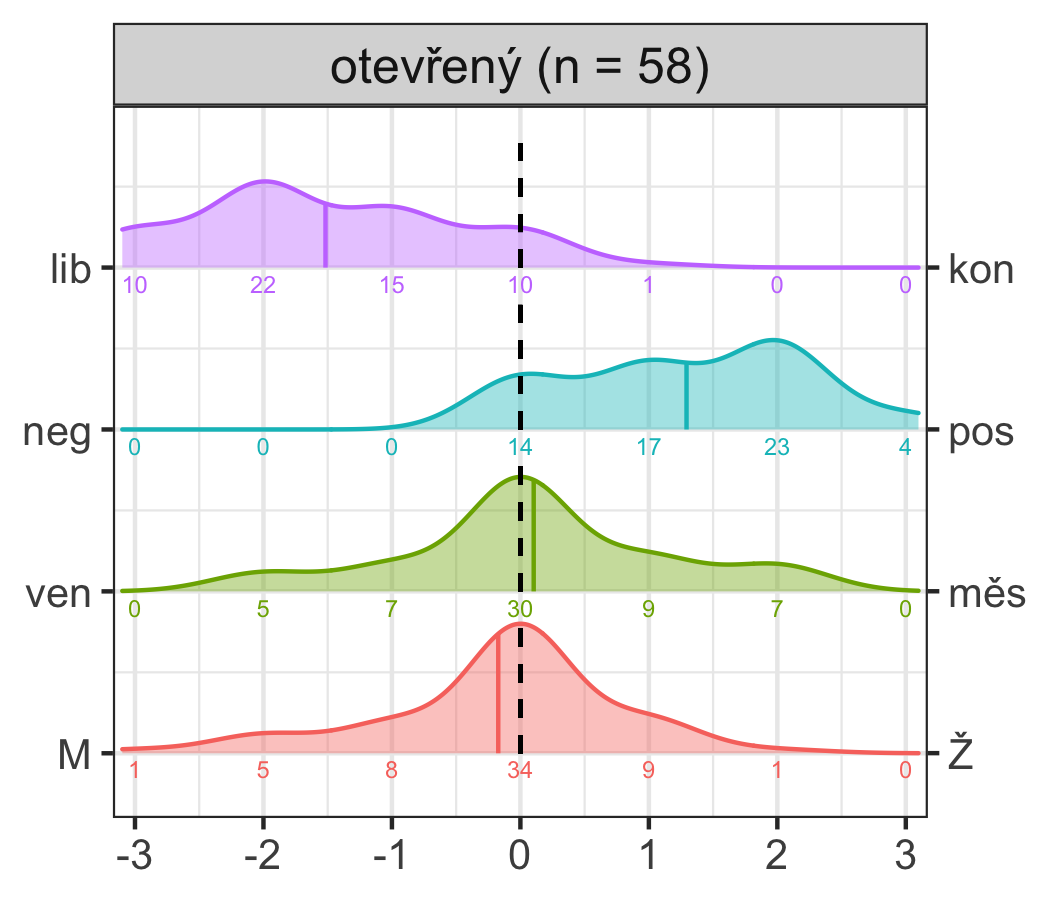 otevřený (n = 58)
lib kon
10 22 15 10 1 0 0
neg pos
0 0 0 14 17 23 4
ven měs
0 5 7 30 9 7 0
M Ž
1 5 8 34 9 1 0
-3 -2 -1 0 1 2 3